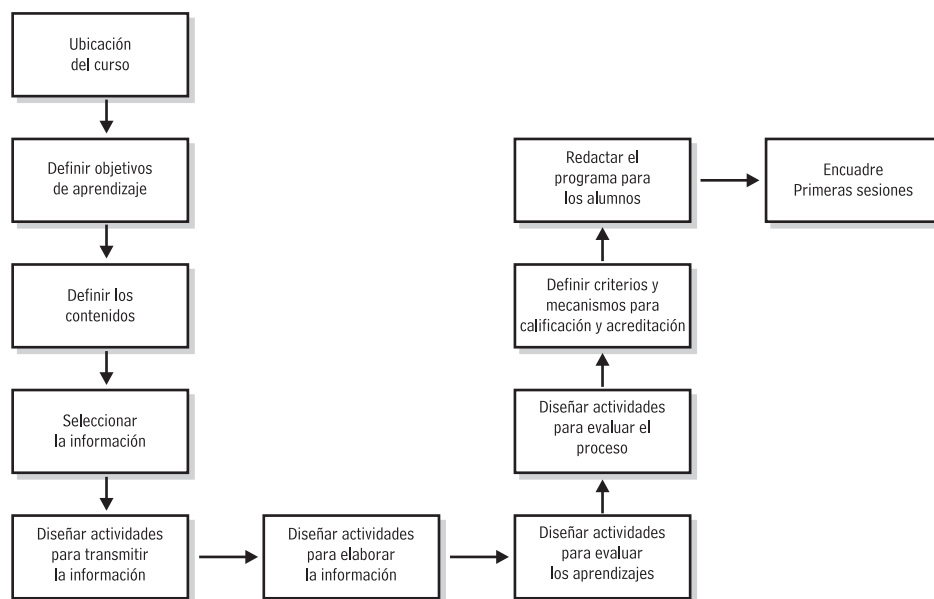 Ubicación
del curso
Definir objetivos
de aprendizaje
Definir los
contenidos
Seleccionar
la información
Diseñar actividades
para transmitir
la información
Diseñar actividades
para elaborar
la información
Diseñar actividades
para evaluar
los aprendizajes
Diseñar actividades
para evaluar el
proceso
Definir criterios y
mecanismos para
calificación y acreditación
Redactar el
programa para
los alumnos
Encuadre
Primeras sesiones